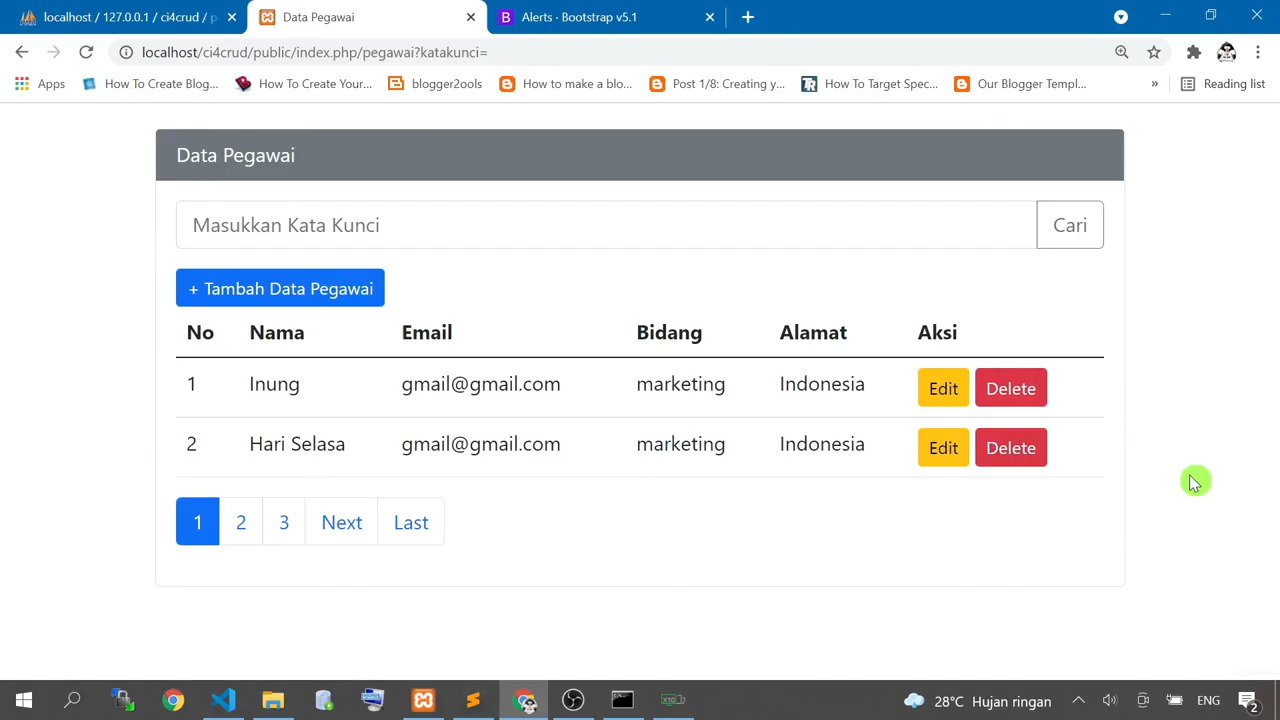 localhost / 127.0.0.1 / ci4crud / p
Data Pegawai
Alerts · Bootstrap v5.1
localhost/ci4crud/public/index.php/pegawai?katakunci=
Apps
How To Create Blog...
How To Create Your...
blogger2ools
How to make a blo...
Post 1/8: Creating y...
How To Target Spec...
Our Blogger Templ...
»
Reading list
Data Pegawai
Masukkan Kata Kunci
Cari
+ Tambah Data Pegawai
No Nama Email Bidang Alamat Aksi
1 Inung gmail@gmail.com marketing Indonesia Edit Delete
2 Hari Selasa gmail@gmail.com marketing Indonesia Edit Delete
1 2 3 Next Last
28°C Hujan ringan
ENG
2